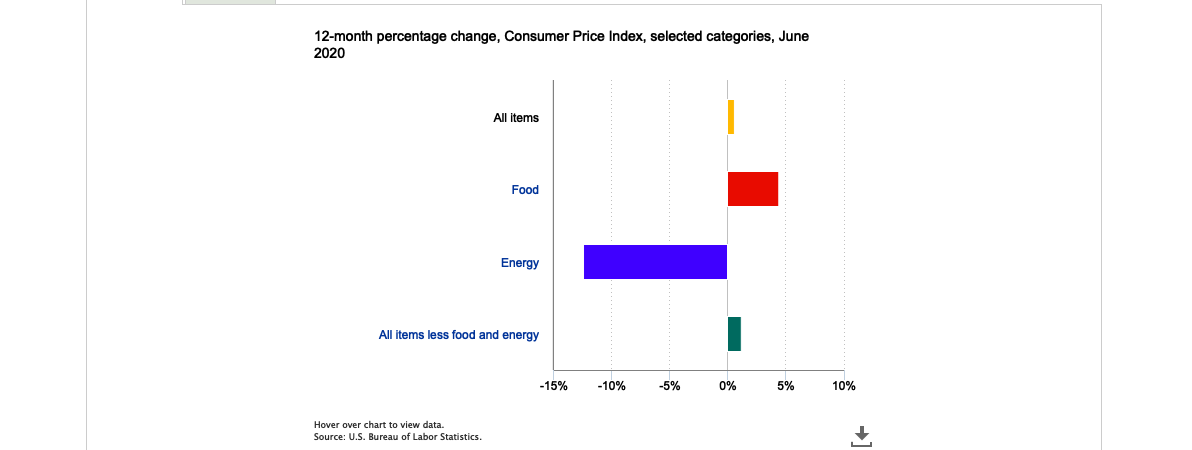 12-month percentage change, Consumer Price Index, selected categories, June
2020
All items
Food
Energy
All items less food and energy
-15% -10% -5% 0% 5% 10%
Hover over chart to view data.
Source: U.S. Bureau of Labor Statistics.